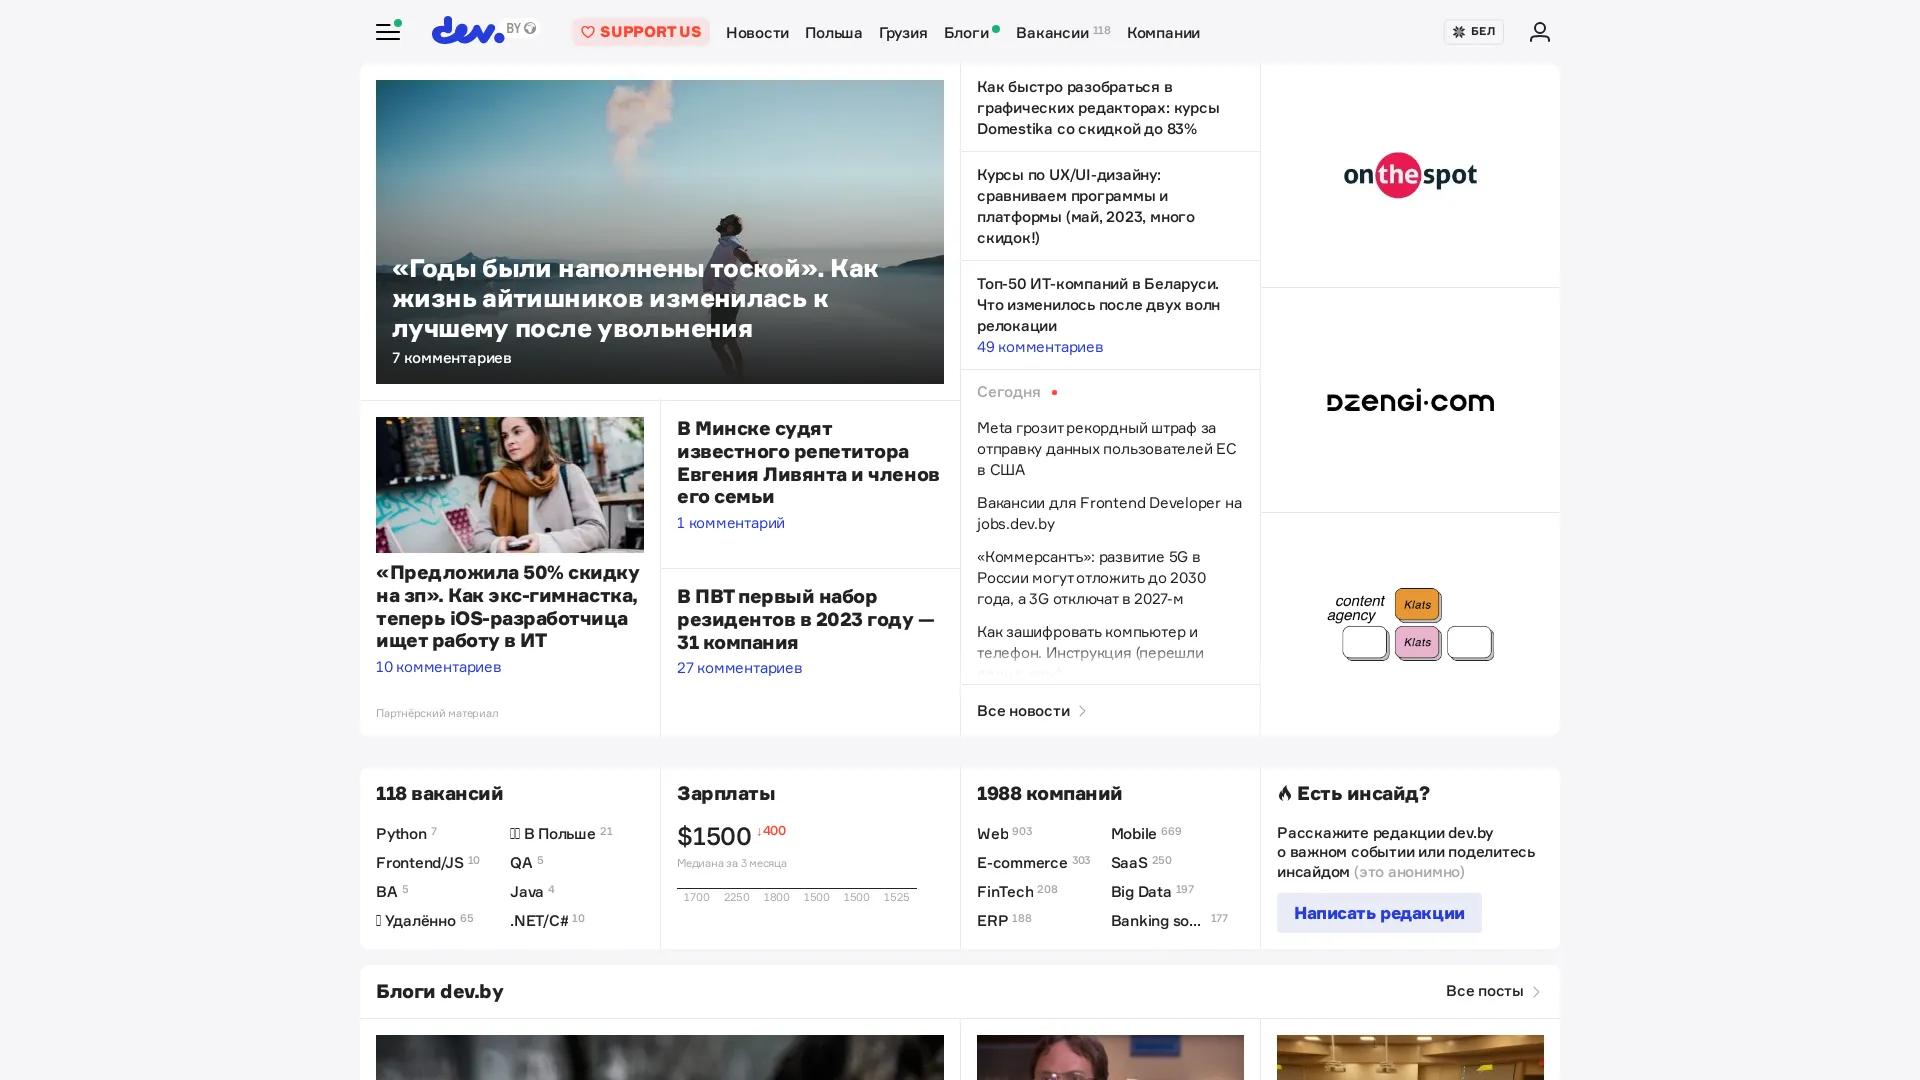 dev. BY
SUPPORT US
Новости
Польша
Грузия
Блоги
Вакансии 118
Компании
БЕЛ
«Годы были наполнены тоской». Как
жизнь айтишников изменилась к
лучшему после увольнения
7 комментариев
«Предложила 50% скидку
на зп». Как экс-гимнастка,
теперь iOS-разработчица
ищет работу в ИТ
10 комментариев
Партнёрский материал
В Минске судят
известного репетитора
Евгения Ливянта и членов
его семьи
1 комментарий
В ПВТ первый набор
резидентов в 2023 году —
31 компания
27 комментариев
Как быстро разобраться в
графических редакторах: курсы
Domestika со скидкой до 83%
Курсы по UX/UI-дизайну:
сравниваем программы и
платформы (май, 2023, много
скидок!)
Топ-50 ИТ-компаний в Беларуси.
Что изменилось после двух волн
релокации
49 комментариев
Сегодня
Meta грозит рекордный штраф за
отправку данных пользователей ЕС
в США
Вакансии для Frontend Developer на
jobs.dev.by
«Коммерсантъ»: развитие 5G в
России могут отложить до 2030
года, а 3G отключат в 2027-м
Как зашифровать компьютер и
телефон. Инструкция (перешли
Все новости
onthespot
DZENGI·COM
content
agency
Klats
Klats
118 вакансий
Python 7
В Польше 21
Frontend/JS 10
QA 5
BA 5
Java 4
Удалённо 65
.NET/C# 10
Зарплаты
$1500 ↓400
Медиана за 3 месяца
1700 2250 1800 1500 1500 1525
1988 компаний
Web 903
Mobile 669
E-commerce 303
SaaS 250
FinTech 208
Big Data 197
ERP 188
Banking so... 177
Есть инсайд?
Расскажите редакции dev.by
о важном событии или поделитесь
инсайдом (это анонимно)
Написать редакции
Блоги dev.by
Все посты